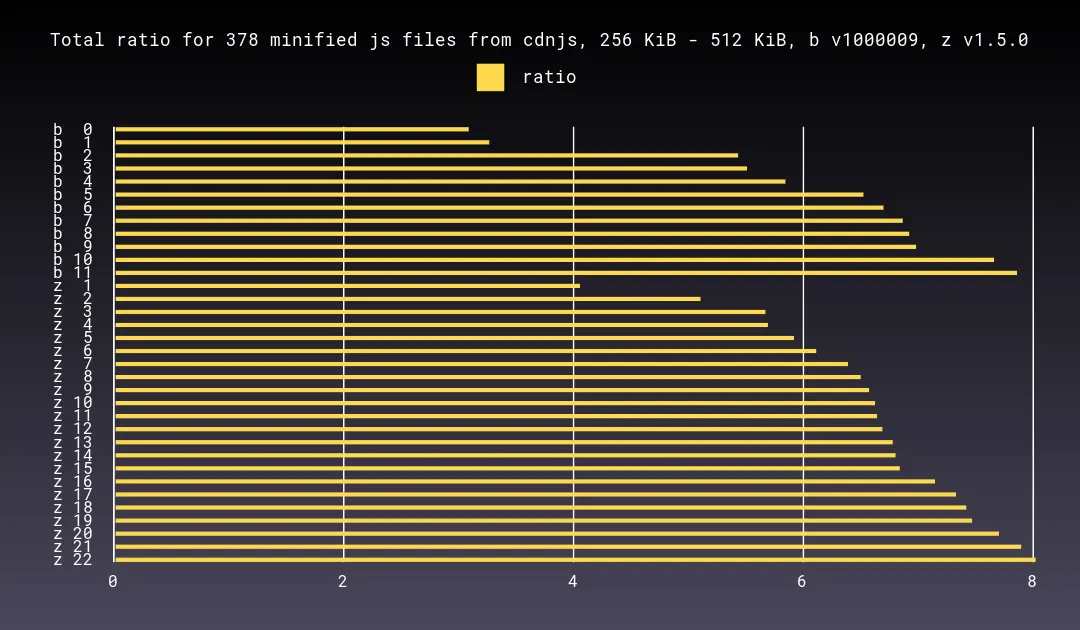 Total ratio for 378 minified js files from cdnjs, 256 KiB - 512 KiB, b v1000009, z v1.5.0
ratio
b 0
b 1
b 2
b 3
b 4
b 5
b 6
b 7
b 8
b 9
b 10
b 11
z 1
z 2
z 3
z 4
z 5
z 6
z 7
z 8
z 9
z 10
z 11
z 12
z 13
z 14
z 15
z 16
z 17
z 18
z 19
z 20
z 21
z 22
0 2 4 6 8